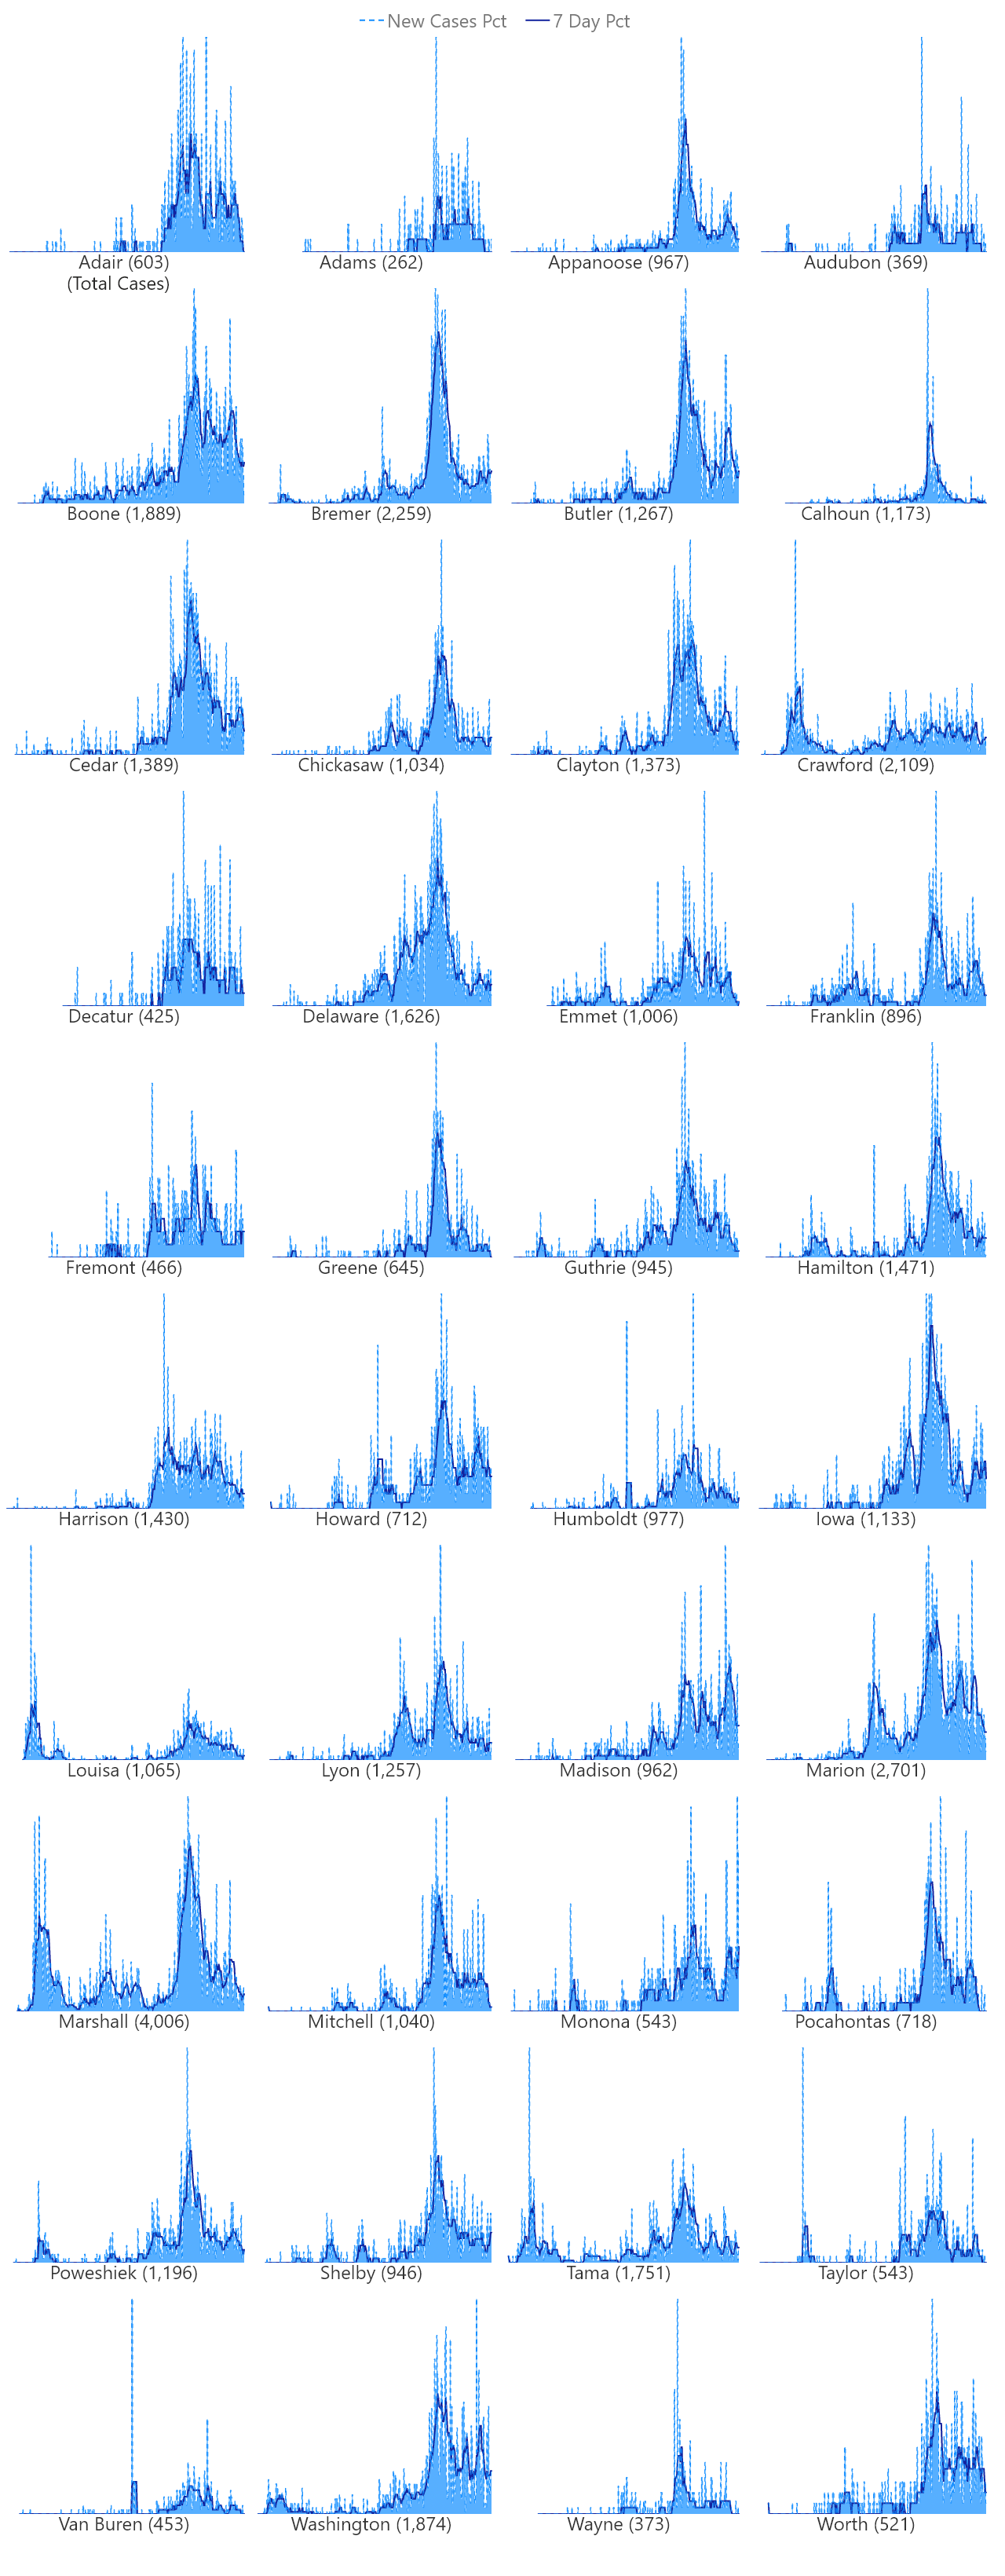 New Cases Pct 7 Day Pct
Adair (603) Adams (262) Appanoose (967) Audubon (369)
(Total Cases)
Boone (1,889) Bremer (2,259) Butler (1,267) Calhoun (1,173)
Cedar (1,389) Chickasaw (1,034) Clayton (1,373) Crawford (2,109)
Decatur (425) Delaware (1,626) Emmet (1,006) Franklin (896)
Fremont (466) Greene (645) Guthrie (945) Hamilton (1,471)
Harrison (1,430) Howard (712) Humboldt (977) Iowa (1,133)
Louisa (1,065) Lyon (1,257) Madison (962) Marion (2,701)
Marshall (4,006) Mitchell (1,040) Monona (543) Pocahontas (718)
Poweshiek (1,196) Shelby (946) Tama (1,751) Taylor (543)
Van Buren (453) Washington (1,874) Wayne (373) Worth (521)